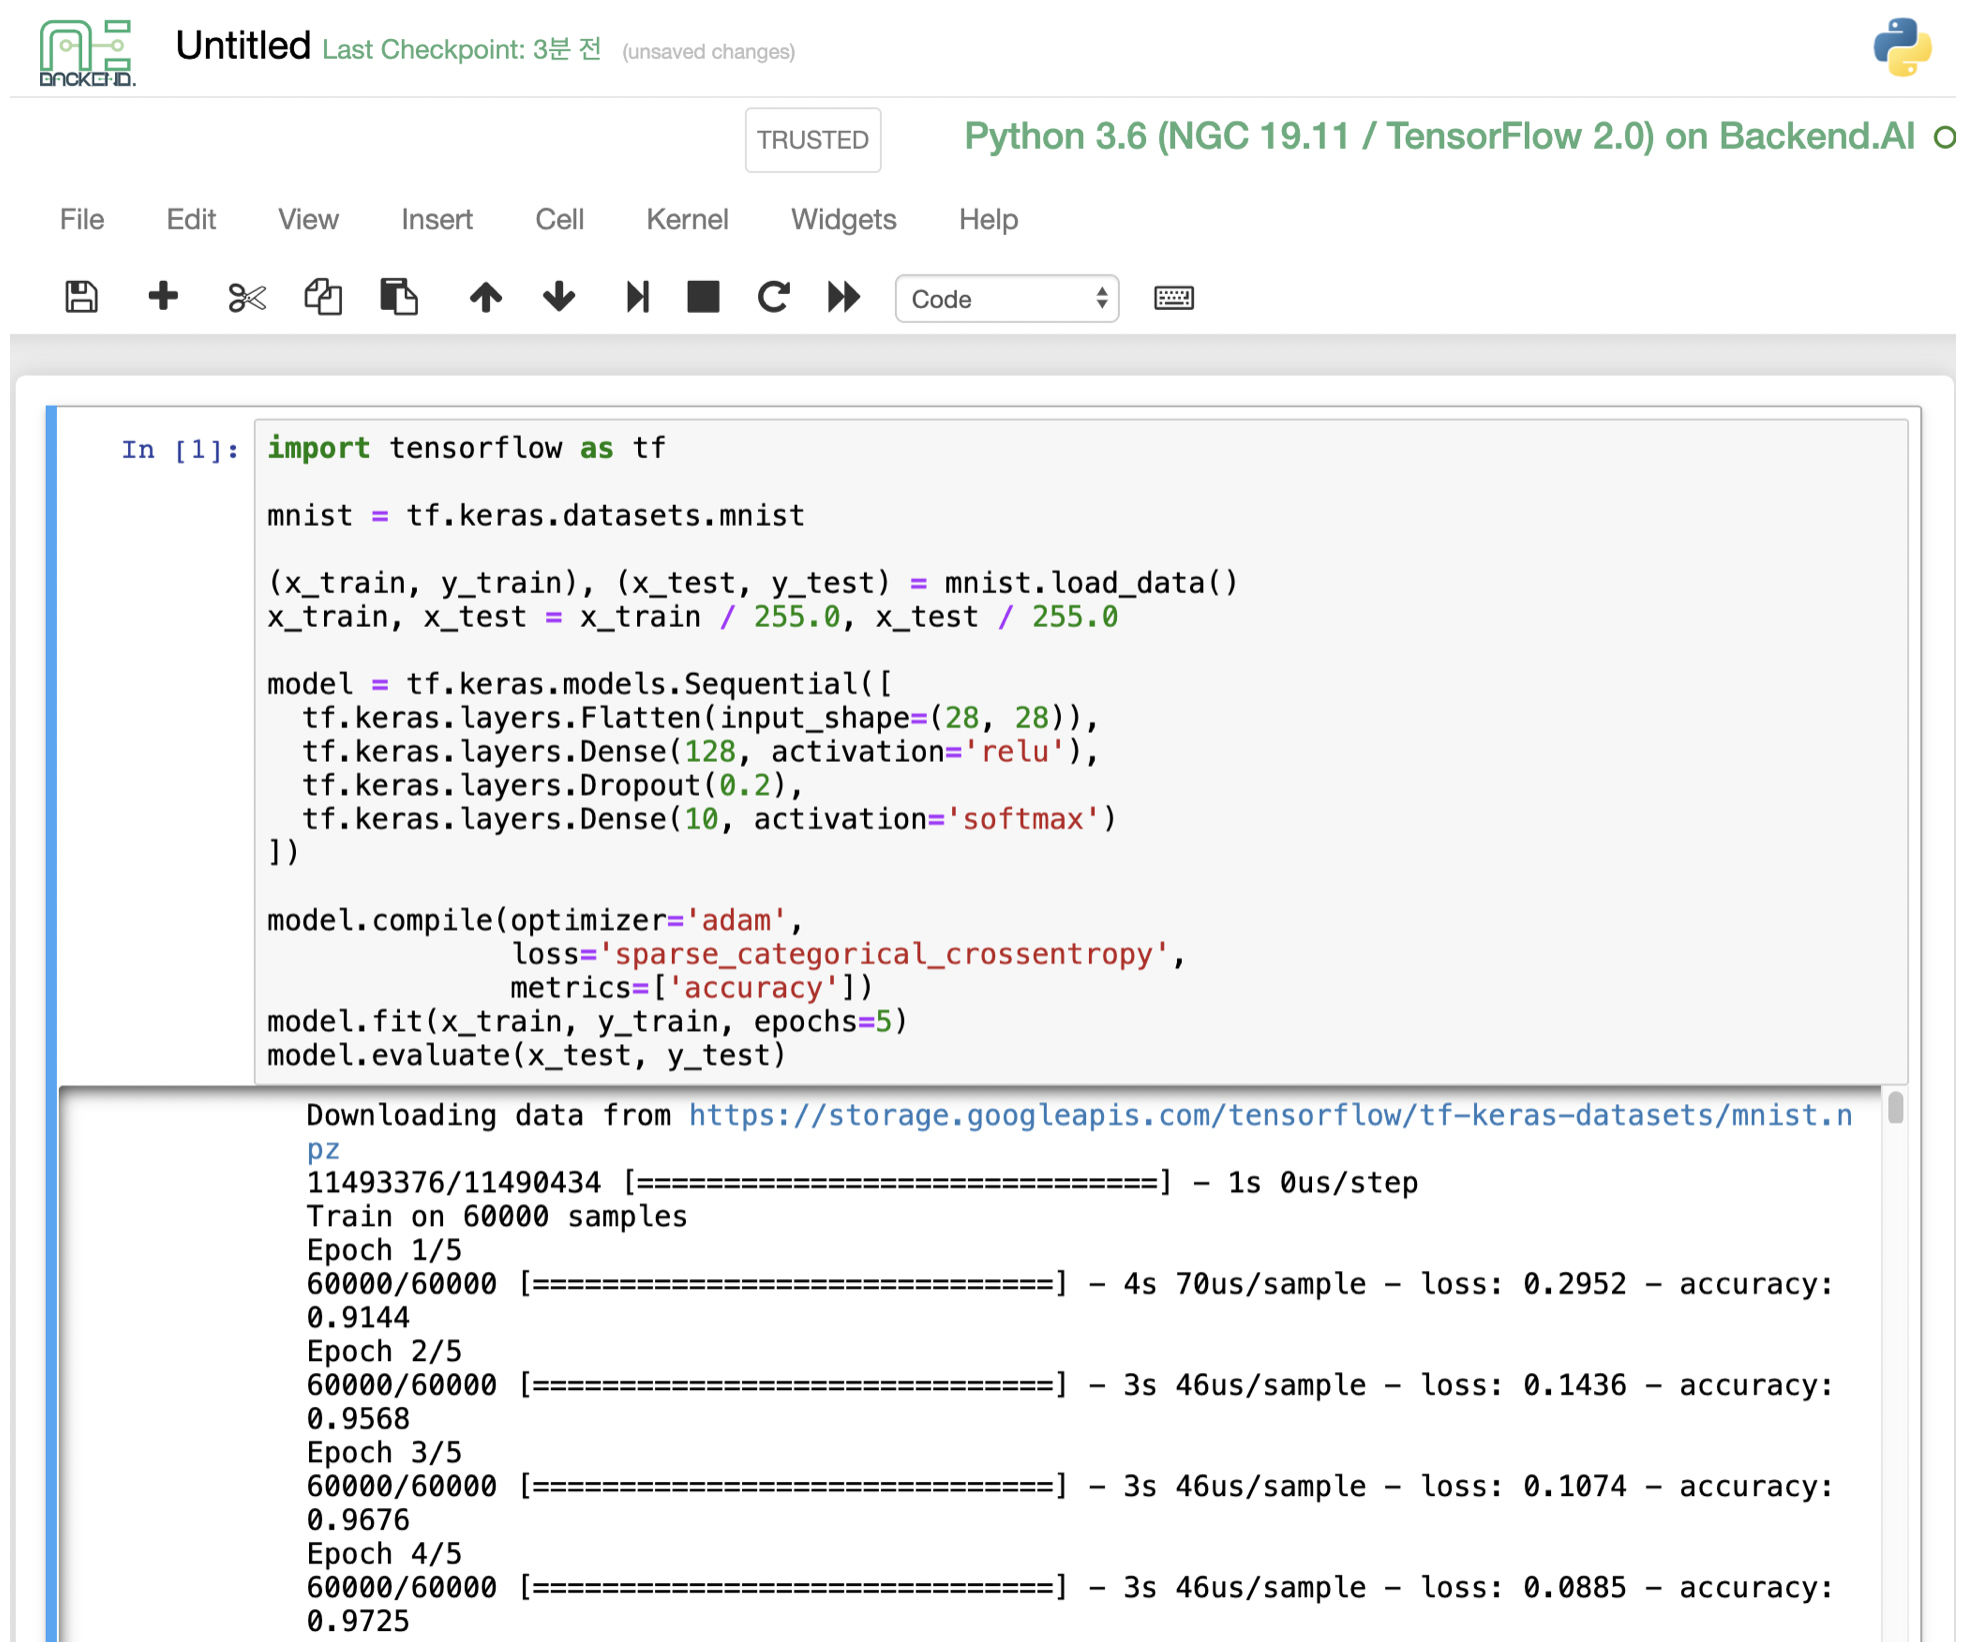 BACKEND.
Untitled Last Checkpoint: 3분 전 (unsaved changes)
TRUSTED Python 3.6 (NGC 19.11 / TensorFlow 2.0) on Backend.AI
File Edit View Insert Cell Kernel Widgets Help
Code
In [1]: import tensorflow as tf
mnist = tf.keras.datasets.mnist
(x_train, y_train), (x_test, y_test) = mnist.load_data()
x_train, x_test = x_train / 255.0, x_test / 255.0
model = tf.keras.models.Sequential([
  tf.keras.layers.Flatten(input_shape=(28, 28)),
  tf.keras.layers.Dense(128, activation='relu'),
  tf.keras.layers.Dropout(0.2),
  tf.keras.layers.Dense(10, activation='softmax')
])
model.compile(optimizer='adam',
              loss='sparse_categorical_crossentropy',
              metrics=['accuracy'])
model.fit(x_train, y_train, epochs=5)
model.evaluate(x_test, y_test)
Downloading data from https://storage.googleapis.com/tensorflow/tf-keras-datasets/mnist.n
pz
11493376/11490434 [==============================] - 1s 0us/step
Train on 60000 samples
Epoch 1/5
60000/60000 [==============================] - 4s 70us/sample - loss: 0.2952 - accuracy:
0.9144
Epoch 2/5
60000/60000 [==============================] - 3s 46us/sample - loss: 0.1436 - accuracy:
0.9568
Epoch 3/5
60000/60000 [==============================] - 3s 46us/sample - loss: 0.1074 - accuracy:
0.9676
Epoch 4/5
60000/60000 [==============================] - 3s 46us/sample - loss: 0.0885 - accuracy:
0.9725